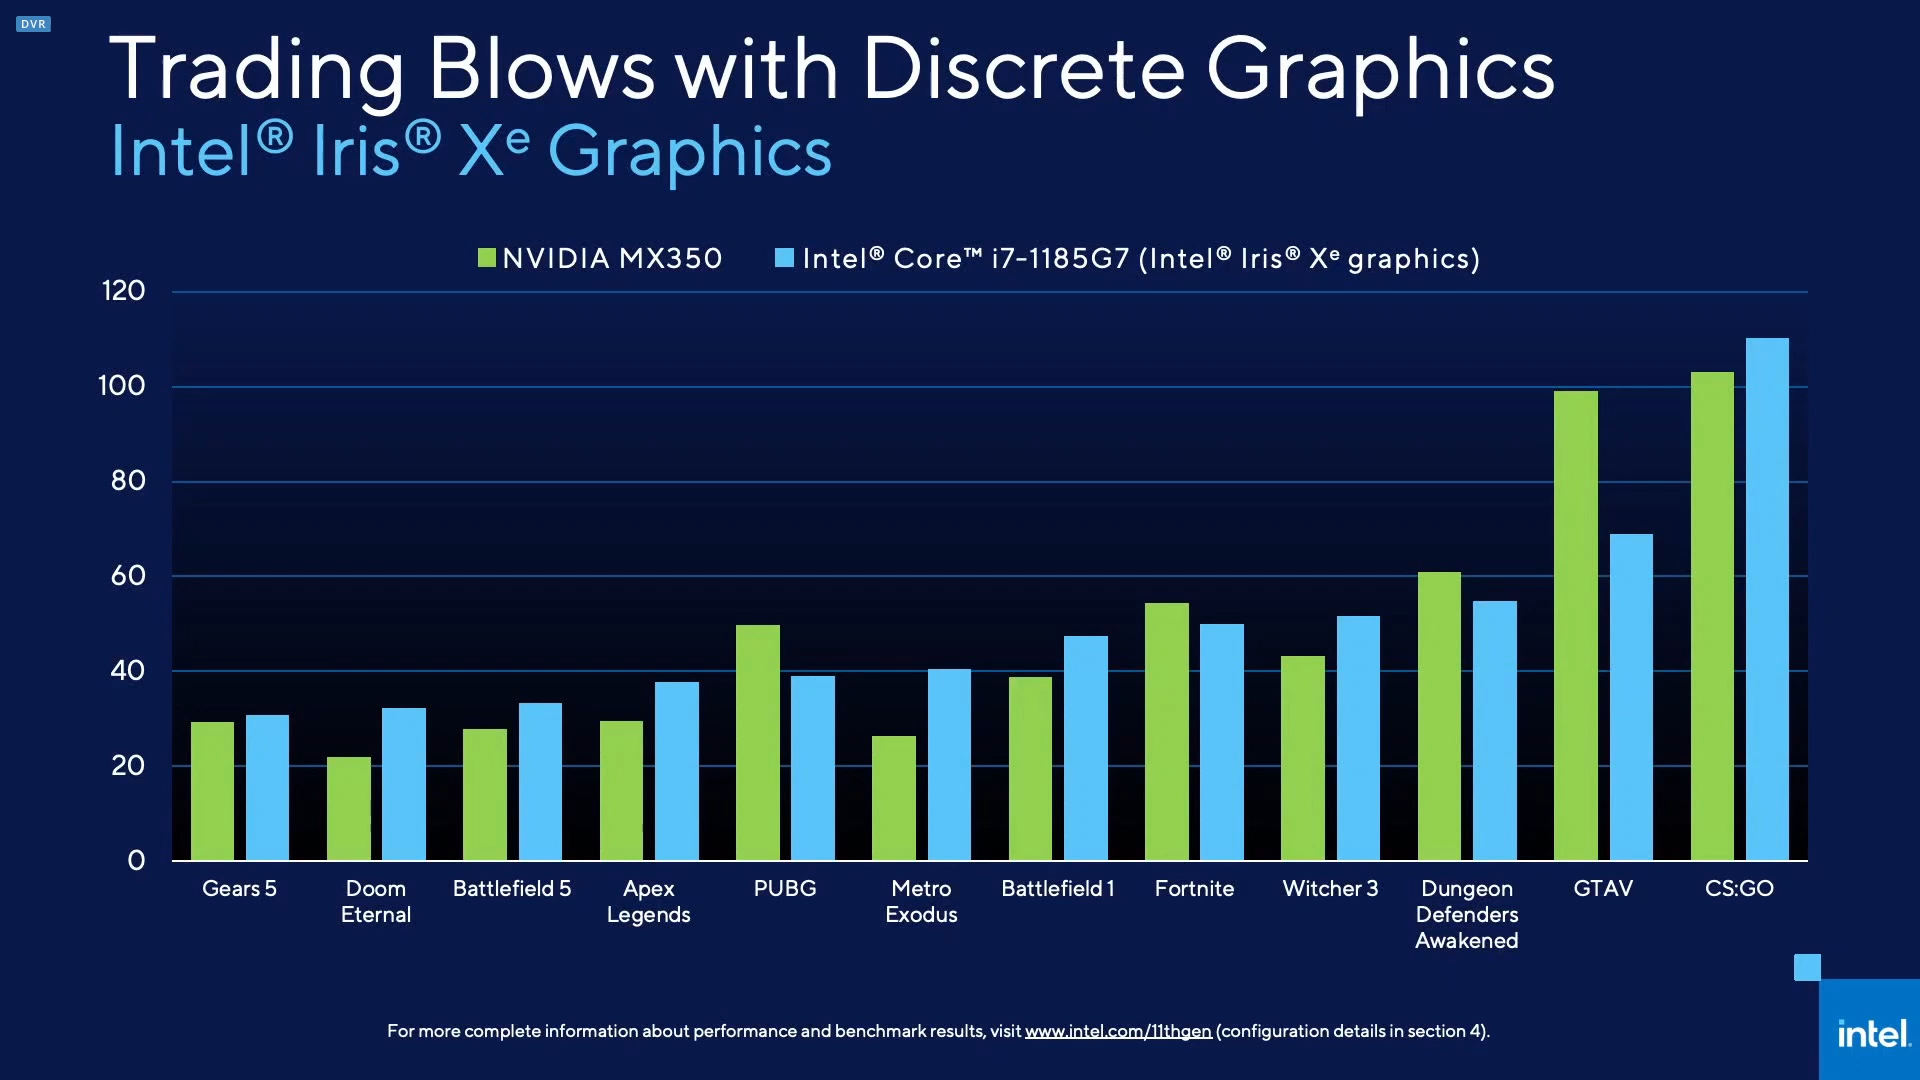 DVR
Trading Blows with Discrete Graphics
Intel® Iris® Xᵉ Graphics
NVIDIA MX350 Intel® Core™ i7-1185G7 (Intel® Iris® Xᵉ graphics)
120
100
80
60
40
20
0
Gears 5
Doom
Eternal
Battlefield 5
Apex
Legends
PUBG
Metro
Exodus
Battlefield 1
Fortnite
Witcher 3
Dungeon
Defenders
Awakened
GTAV
CS:GO
For more complete information about performance and benchmark results, visit www.intel.com/11thgen (configuration details in section 4).
intel.